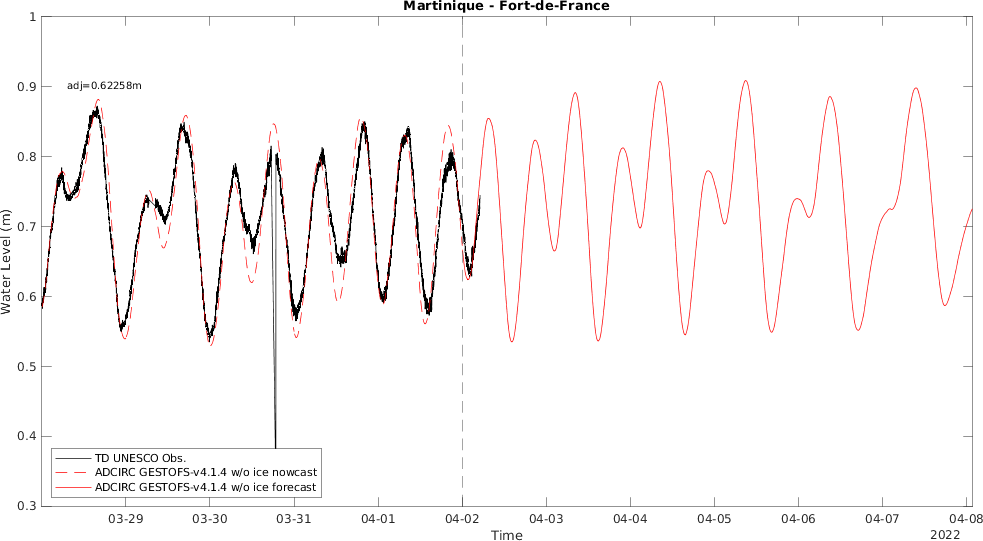 Martinique - Fort-de-France
1
0.9
0.8
0.7
0.6
0.5
0.4
0.3
Water Level (m)
adj=0.62258m
TD UNESCO Obs.
ADCIRC GESTOFS-v4.1.4 w/o ice nowcast
ADCIRC GESTOFS-v4.1.4 w/o ice forecast
03-29 03-30 03-31 04-01 04-02 04-03 04-04 04-05 04-06 04-07 04-08
Time
2022